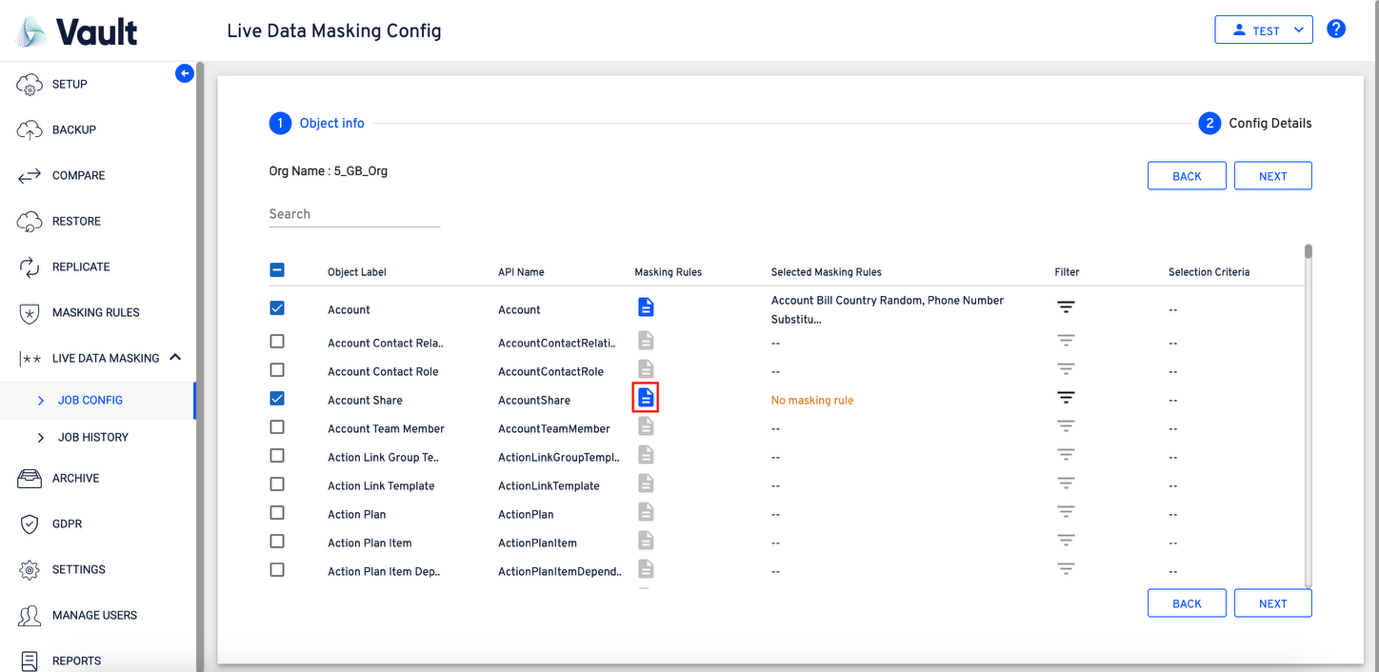 Vault
Live Data Masking Config
TEST
?
SETUP
BACKUP
COMPARE
RESTORE
REPLICATE
MASKING RULES
LIVE DATA MASKING
JOB CONFIG
JOB HISTORY
ARCHIVE
GDPR
SETTINGS
MANAGE USERS
REPORTS
1 Object info
2 Config Details
Org Name : 5_GB_Org
BACK NEXT
Search
Object Label API Name Masking Rules Selected Masking Rules Filter Selection Criteria
Account Account Account Bill Country Random, Phone Number --
Substitu...
Account Contact Rela.. AccountContactRelati.. -- --
Account Contact Role AccountContactRole -- --
Account Share AccountShare No masking rule --
Account Team Member AccountTeamMember -- --
Action Link Group Te.. ActionLinkGroupTempl.. -- --
Action Link Template ActionLinkTemplate -- --
Action Plan ActionPlan -- --
Action Plan Item ActionPlanItem -- --
Action Plan Item Dep.. ActionPlanItemDepend.. -- --
BACK NEXT